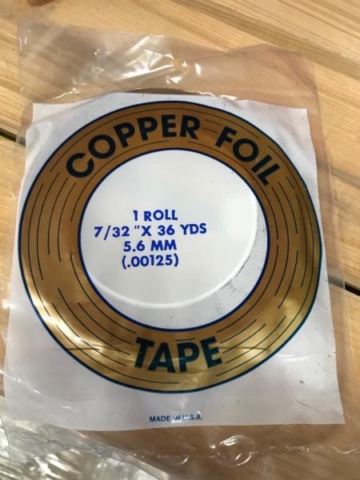 COPPER FOIL
1 ROLL
7/32 "X 36 YDS
5.6 MM
(.00125)
TAPE
MADE IN U.S.A.